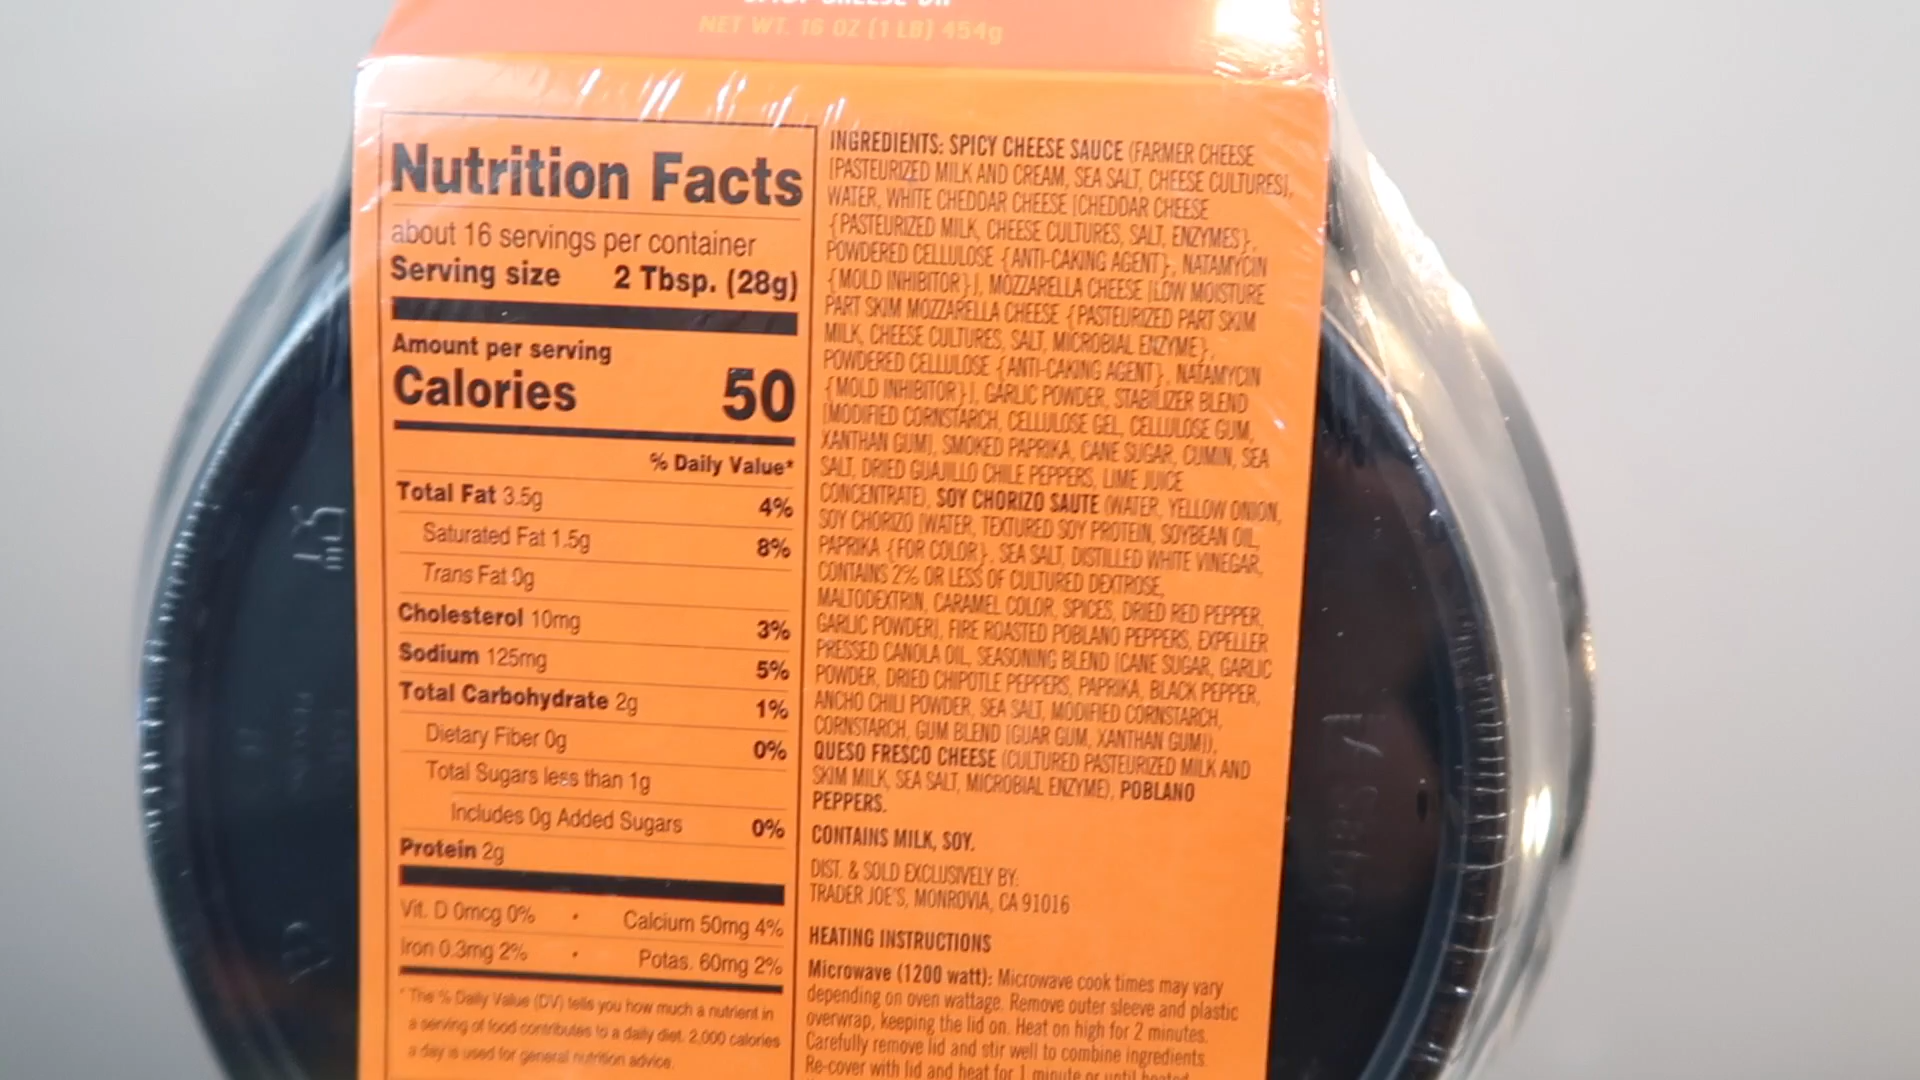 NET WT. 16 OZ (1 LB) 454g
Nutrition Facts
about 16 servings per container
Serving size 2 Tbsp. (28g)
Amount per serving
Calories 50
% Daily Value*
Total Fat 3.5g 4%
Saturated Fat 1.5g 8%
Trans Fat 0g
Cholesterol 10mg 3%
Sodium 125mg 5%
Total Carbohydrate 2g 1%
Dietary Fiber 0g 0%
Total Sugars less than 1g
Includes 0g Added Sugars 0%
Protein 2g
Vit. D 0mcg 0% • Calcium 50mg 4%
Iron 0.3mg 2% • Potas. 60mg 2%
* The % Daily Value (DV) tells you how much a nutrient in
a serving of food contributes to a daily diet. 2,000 calories
a day is used for general nutrition advice.
INGREDIENTS: SPICY CHEESE SAUCE (FARMER CHEESE
[PASTEURIZED MILK AND CREAM, SEA SALT, CHEESE CULTURES],
WATER, WHITE CHEDDAR CHEESE [CHEDDAR CHEESE
{PASTEURIZED MILK, CHEESE CULTURES, SALT, ENZYMES},
POWDERED CELLULOSE {ANTI-CAKING AGENT}, NATAMYCIN
{MOLD INHIBITOR}], MOZZARELLA CHEESE [LOW MOISTURE
PART SKIM MOZZARELLA CHEESE {PASTEURIZED PART SKIM
MILK, CHEESE CULTURES, SALT, MICROBIAL ENZYME},
POWDERED CELLULOSE {ANTI-CAKING AGENT}, NATAMYCIN
{MOLD INHIBITOR}], GARLIC POWDER, STABILIZER BLEND
[MODIFIED CORNSTARCH, CELLULOSE GEL, CELLULOSE GUM,
XANTHAN GUM], SMOKED PAPRIKA, CANE SUGAR, CUMIN, SEA
SALT, DRIED GUAJILLO CHILE PEPPERS, LIME JUICE
CONCENTRATE), SOY CHORIZO SAUTE (WATER, YELLOW ONION,
SOY CHORIZO [WATER, TEXTURED SOY PROTEIN, SOYBEAN OIL,
PAPRIKA {FOR COLOR}, SEA SALT, DISTILLED WHITE VINEGAR,
CONTAINS 2% OR LESS OF CULTURED DEXTROSE,
MALTODEXTRIN, CARAMEL COLOR, SPICES, DRIED RED PEPPER,
GARLIC POWDER], FIRE ROASTED POBLANO PEPPERS, EXPELLER
PRESSED CANOLA OIL, SEASONING BLEND [CANE SUGAR, GARLIC
POWDER, DRIED CHIPOTLE PEPPERS, PAPRIKA, BLACK PEPPER,
ANCHO CHILI POWDER, SEA SALT, MODIFIED CORNSTARCH,
CORNSTARCH, GUM BLEND [GUAR GUM, XANTHAN GUM]),
QUESO FRESCO CHEESE (CULTURED PASTEURIZED MILK AND
SKIM MILK, SEA SALT, MICROBIAL ENZYME), POBLANO
PEPPERS.
CONTAINS MILK, SOY.
DIST. & SOLD EXCLUSIVELY BY:
TRADER JOE'S, MONROVIA, CA 91016
HEATING INSTRUCTIONS
Microwave (1200 watt): Microwave cook times may vary
depending on oven wattage. Remove outer sleeve and plastic
overwrap, keeping the lid on. Heat on high for 2 minutes.
Carefully remove lid and stir well to combine ingredients.
Re-cover with lid and heat for 1 minute or until heated